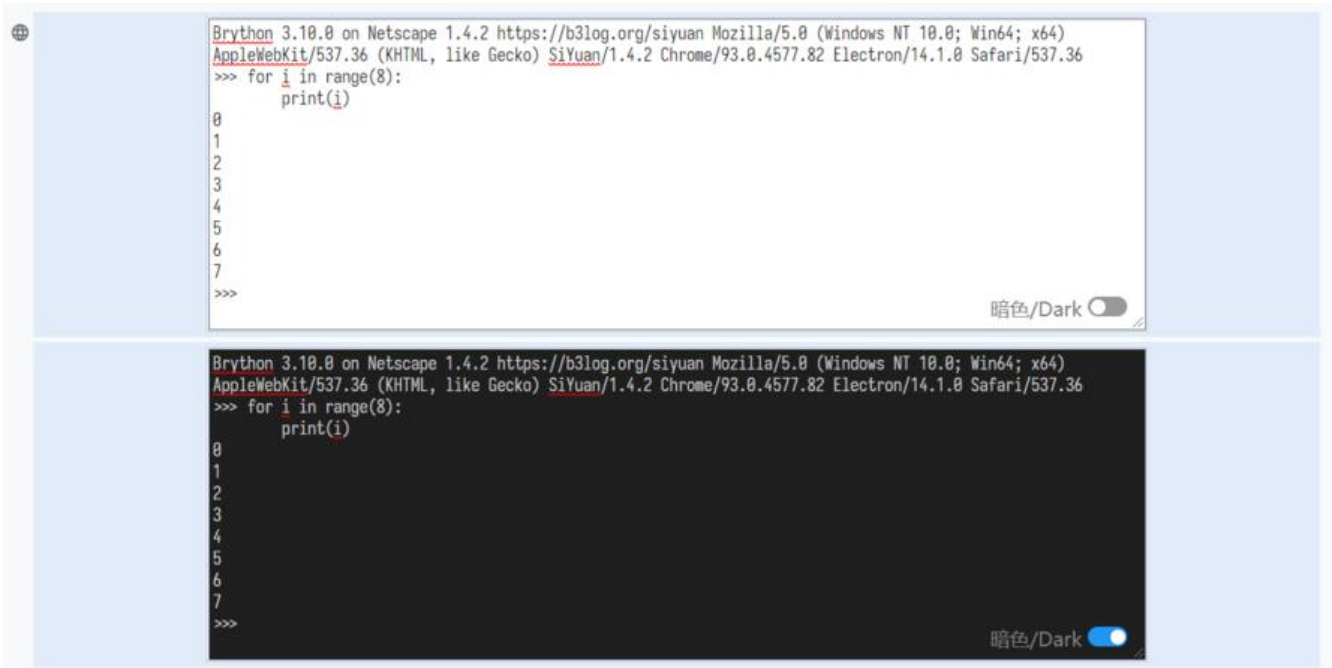 Brython 3.10.0 on Netscape 1.4.2 https://b3log.org/siyuan Mozilla/5.0 (Windows NT 10.0; Win64; x64)
AppleWebKit/537.36 (KHTML, like Gecko) SiYuan/1.4.2 Chrome/93.0.4577.82 Electron/14.1.0 Safari/537.36
>>> for i in range(8):
        print(i)
0
1
2
3
4
5
6
7
>>>
暗色/Dark
Brython 3.10.0 on Netscape 1.4.2 https://b3log.org/siyuan Mozilla/5.0 (Windows NT 10.0; Win64; x64)
AppleWebKit/537.36 (KHTML, like Gecko) SiYuan/1.4.2 Chrome/93.0.4577.82 Electron/14.1.0 Safari/537.36
>>> for i in range(8):
        print(i)
0
1
2
3
4
5
6
7
>>>
暗色/Dark